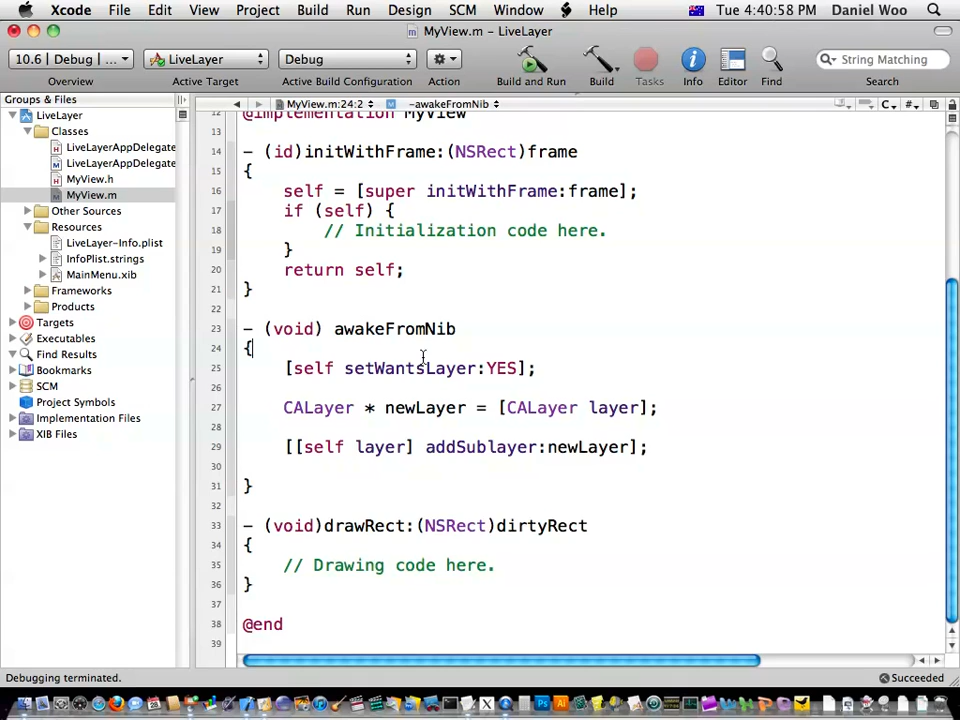 Xcode File Edit View Project Build Run Design SCM Window Help Tue 4:40:58 PM Daniel Woo
MyView.m – LiveLayer
10.6 | Debug | ... LiveLayer Debug String Matching
Overview Active Target Active Build Configuration Action Build and Run Build Tasks Info Editor Find Search
Groups & Files
MyView.m:24:2 M -awakeFromNib C #
LiveLayer
Classes
LiveLayerAppDelegate
LiveLayerAppDelegate
MyView.h
MyView.m
Other Sources
Resources
LiveLayer-Info.plist
InfoPlist.strings
MainMenu.xib
Frameworks
Products
Targets
Executables
Find Results
Bookmarks
SCM
Project Symbols
Implementation Files
XIB Files
12 @implementation MyView
13
14 - (id)initWithFrame:(NSRect)frame
15 {
16 self = [super initWithFrame:frame];
17 if (self) {
18 // Initialization code here.
19 }
20 return self;
21 }
22
23 - (void) awakeFromNib
24 {
25 [self setWantsLayer:YES];
26
27 CALayer * newLayer = [CALayer layer];
28
29 [[self layer] addSublayer:newLayer];
30
31 }
32
33 - (void)drawRect:(NSRect)dirtyRect
34 {
35 // Drawing code here.
36 }
37
38 @end
39
Debugging terminated. Succeeded